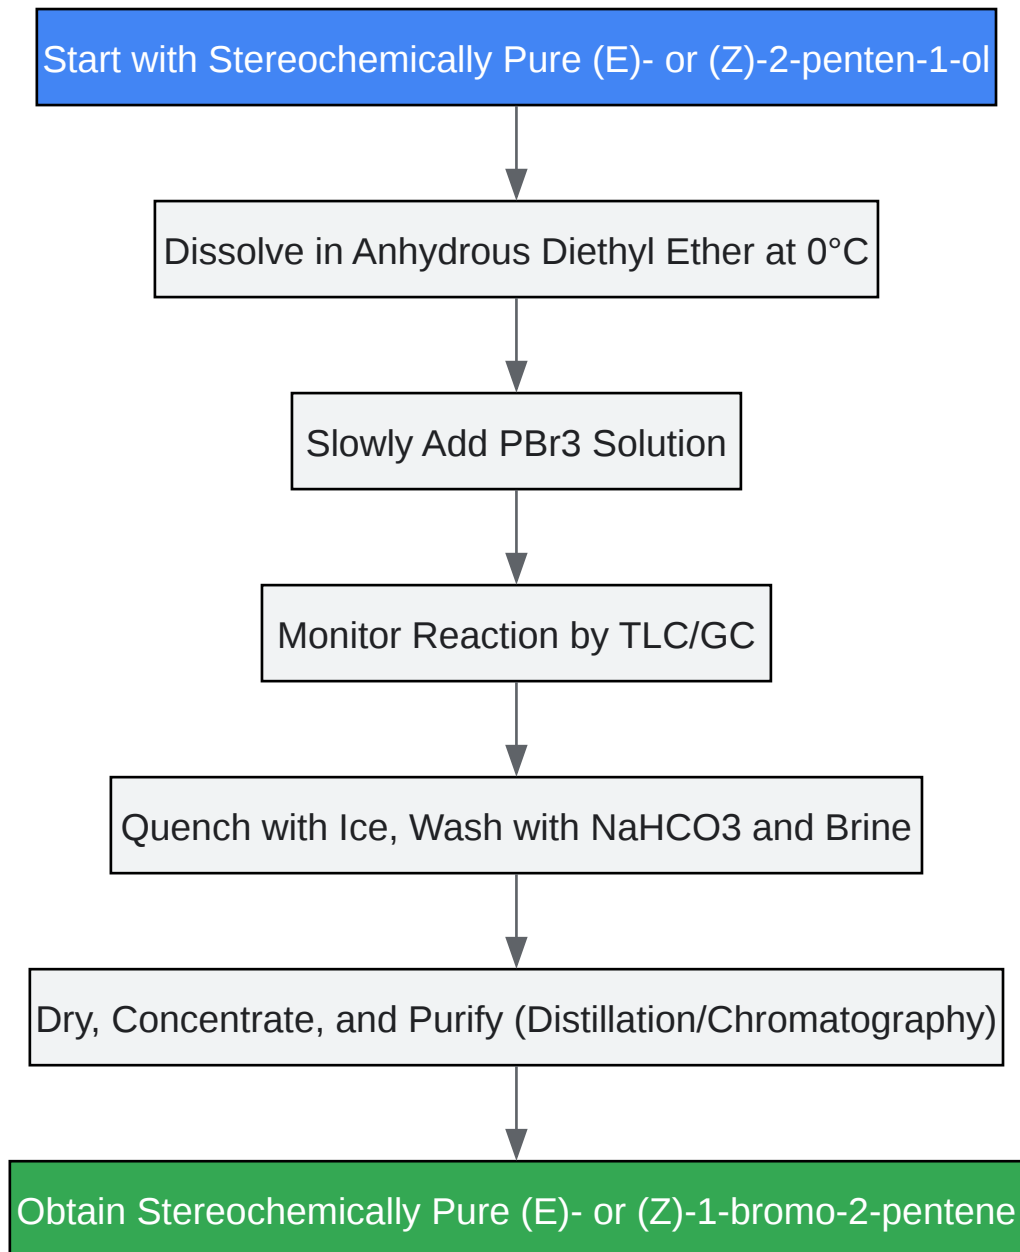 Start with Stereochemically Pure (E)- or (Z)-2-penten-1-ol
Dissolve in Anhydrous Diethyl Ether at 0°C
Slowly Add PBr3 Solution
Monitor Reaction by TLC/GC
Quench with Ice, Wash with NaHCO3 and Brine
Dry, Concentrate, and Purify (Distillation/Chromatography)
Obtain Stereochemically Pure (E)- or (Z)-1-bromo-2-pentene